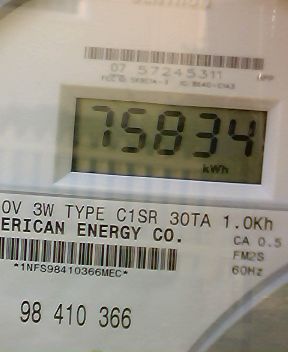 07 57245311
75834
kWh
0V 3W TYPE C1SR 30TA 1.0Kh
ERICAN ENERGY CO.
CA 0.5
*1NFS98410366MEC*
FM2S
60Hz
98 410 366